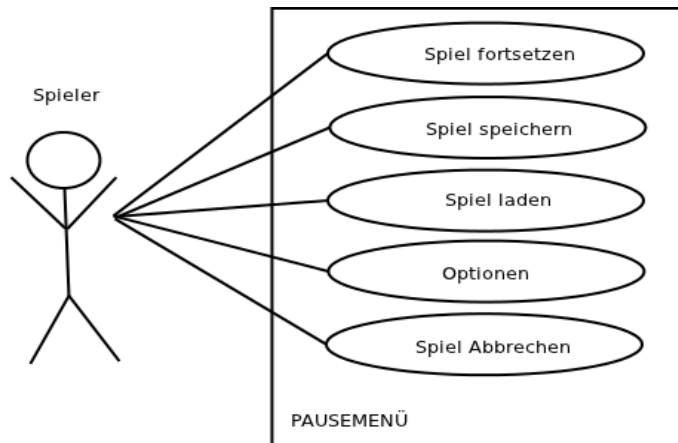 Spieler
Spiel fortsetzen
Spiel speichern
Spiel laden
Optionen
Spiel Abbrechen
PAUSEMENÜ